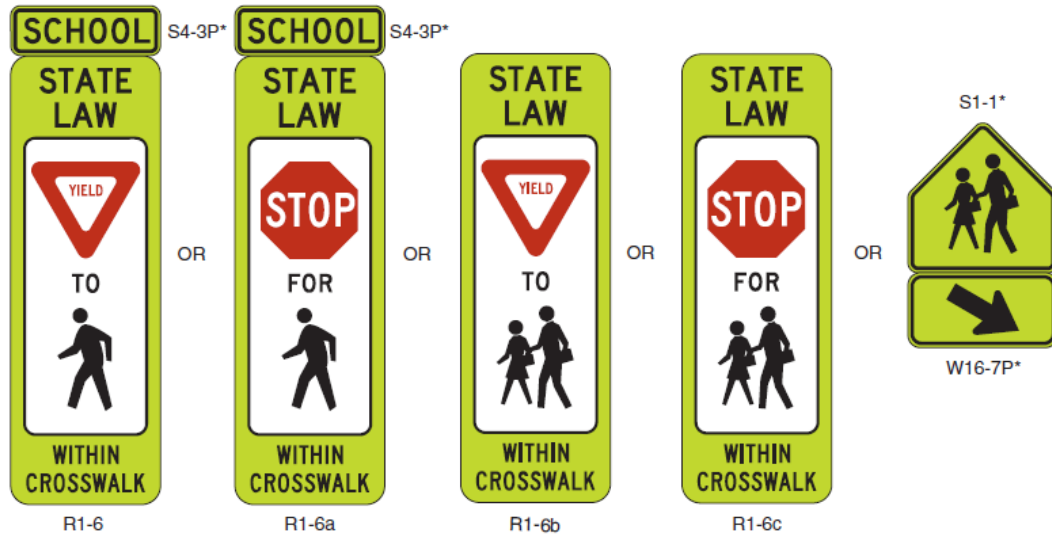 SCHOOL S4-3P*
STATE
LAW
YIELD
TO
WITHIN
CROSSWALK
R1-6
OR
SCHOOL S4-3P*
STATE
LAW
STOP
FOR
WITHIN
CROSSWALK
R1-6a
OR
STATE
LAW
YIELD
TO
WITHIN
CROSSWALK
R1-6b
OR
STATE
LAW
STOP
FOR
WITHIN
CROSSWALK
R1-6c
OR
S1-1*
W16-7P*